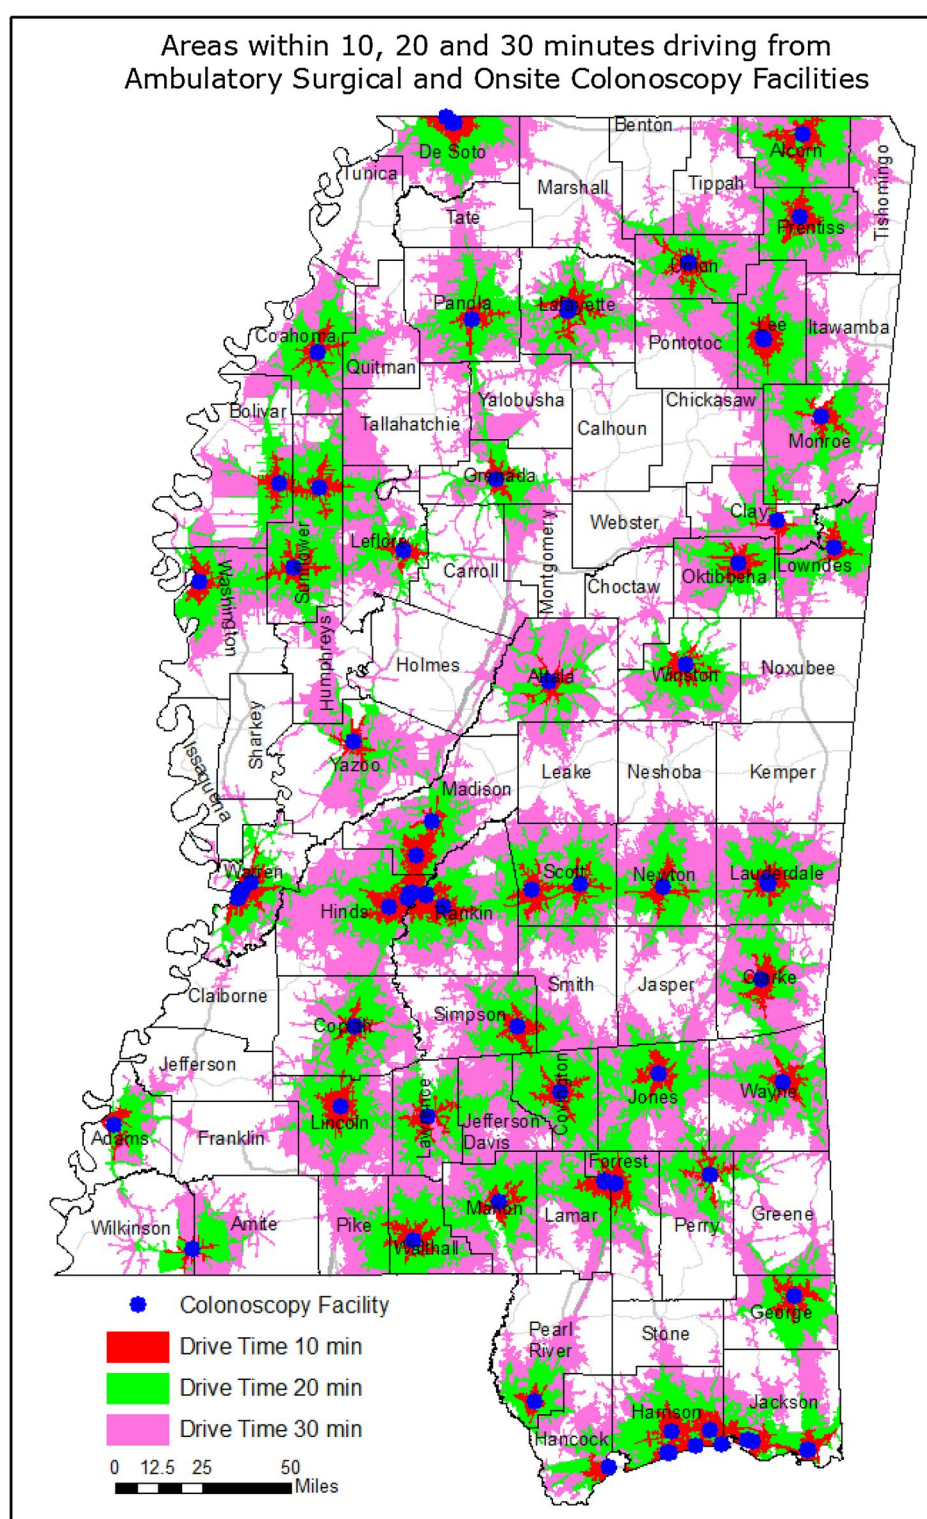 Areas within 10, 20 and 30 minutes driving from
Ambulatory Surgical and Onsite Colonoscopy Facilities
Benton
De Soto
Alcorn
Tunica
Marshall
Tippah
Tishomingo
Tate
Prentiss
Union
Panola
Lafayette
Lee
Itawamba
Coahoma
Pontotoc
Quitman
Yalobusha
Chickasaw
Bolivar
Tallahatchie
Calhoun
Monroe
Grenada
Clay
Webster
Leflore
Sunflower
Montgomery
Carroll
Oktibbeha
Lowndes
Choctaw
Washington
Humphreys
Holmes
Attala
Winston
Noxubee
Sharkey
Issaquena
Yazoo
Leake
Neshoba
Kemper
Madison
Warren
Scott
Newton
Lauderdale
Hinds
Rankin
Claiborne
Smith
Jasper
Clarke
Copiah
Simpson
Jefferson
Covington
Jones
Wayne
Lawrence
Jefferson
Davis
Adams
Franklin
Lincoln
Forrest
Marion
Lamar
Perry
Greene
Wilkinson
Amite
Pike
Walthall
George
Pearl
River
Stone
Harrison
Jackson
Hancock
Colonoscopy Facility
Drive Time 10 min
Drive Time 20 min
Drive Time 30 min
0 12.5 25 50
Miles